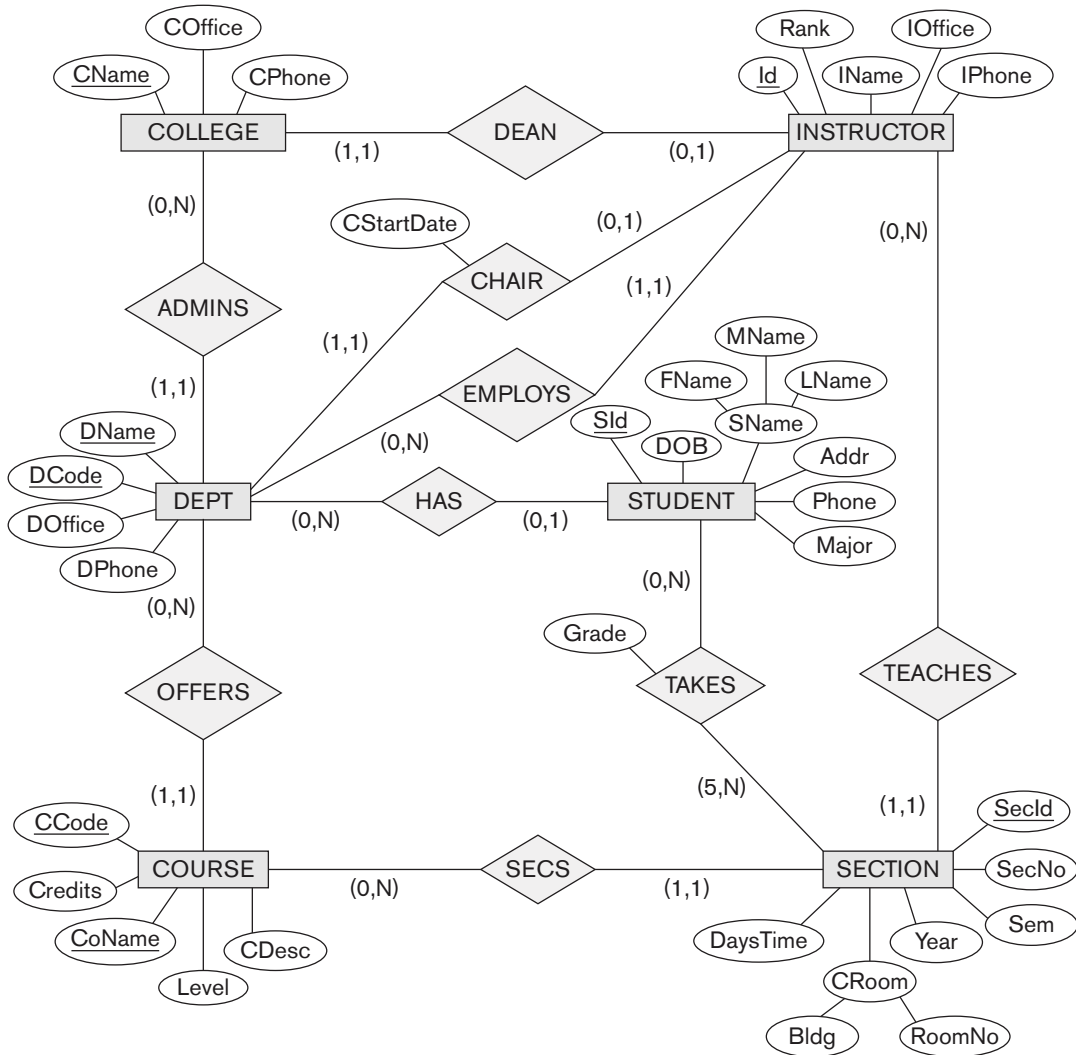 COffice
CName
CPhone
COLLEGE
(1,1)
DEAN
(0,1)
Rank
IOffice
Id
IName
IPhone
INSTRUCTOR
(0,N)
CStartDate
CHAIR
(0,1)
(0,N)
ADMINS
(1,1)
(1,1)
(1,1)
EMPLOYS
(0,N)
MName
FName
LName
SName
SId
DOB
Addr
DName
DCode
DEPT
(0,N)
HAS
(0,1)
STUDENT
Phone
DOffice
Major
DPhone
(0,N)
(0,N)
Grade
OFFERS
TAKES
TEACHES
(1,1)
(5,N)
(1,1)
CCode
SecId
COURSE
(0,N)
SECS
(1,1)
SECTION
SecNo
Credits
CoName
CDesc
Level
DaysTime
Year
Sem
CRoom
Bldg
RoomNo